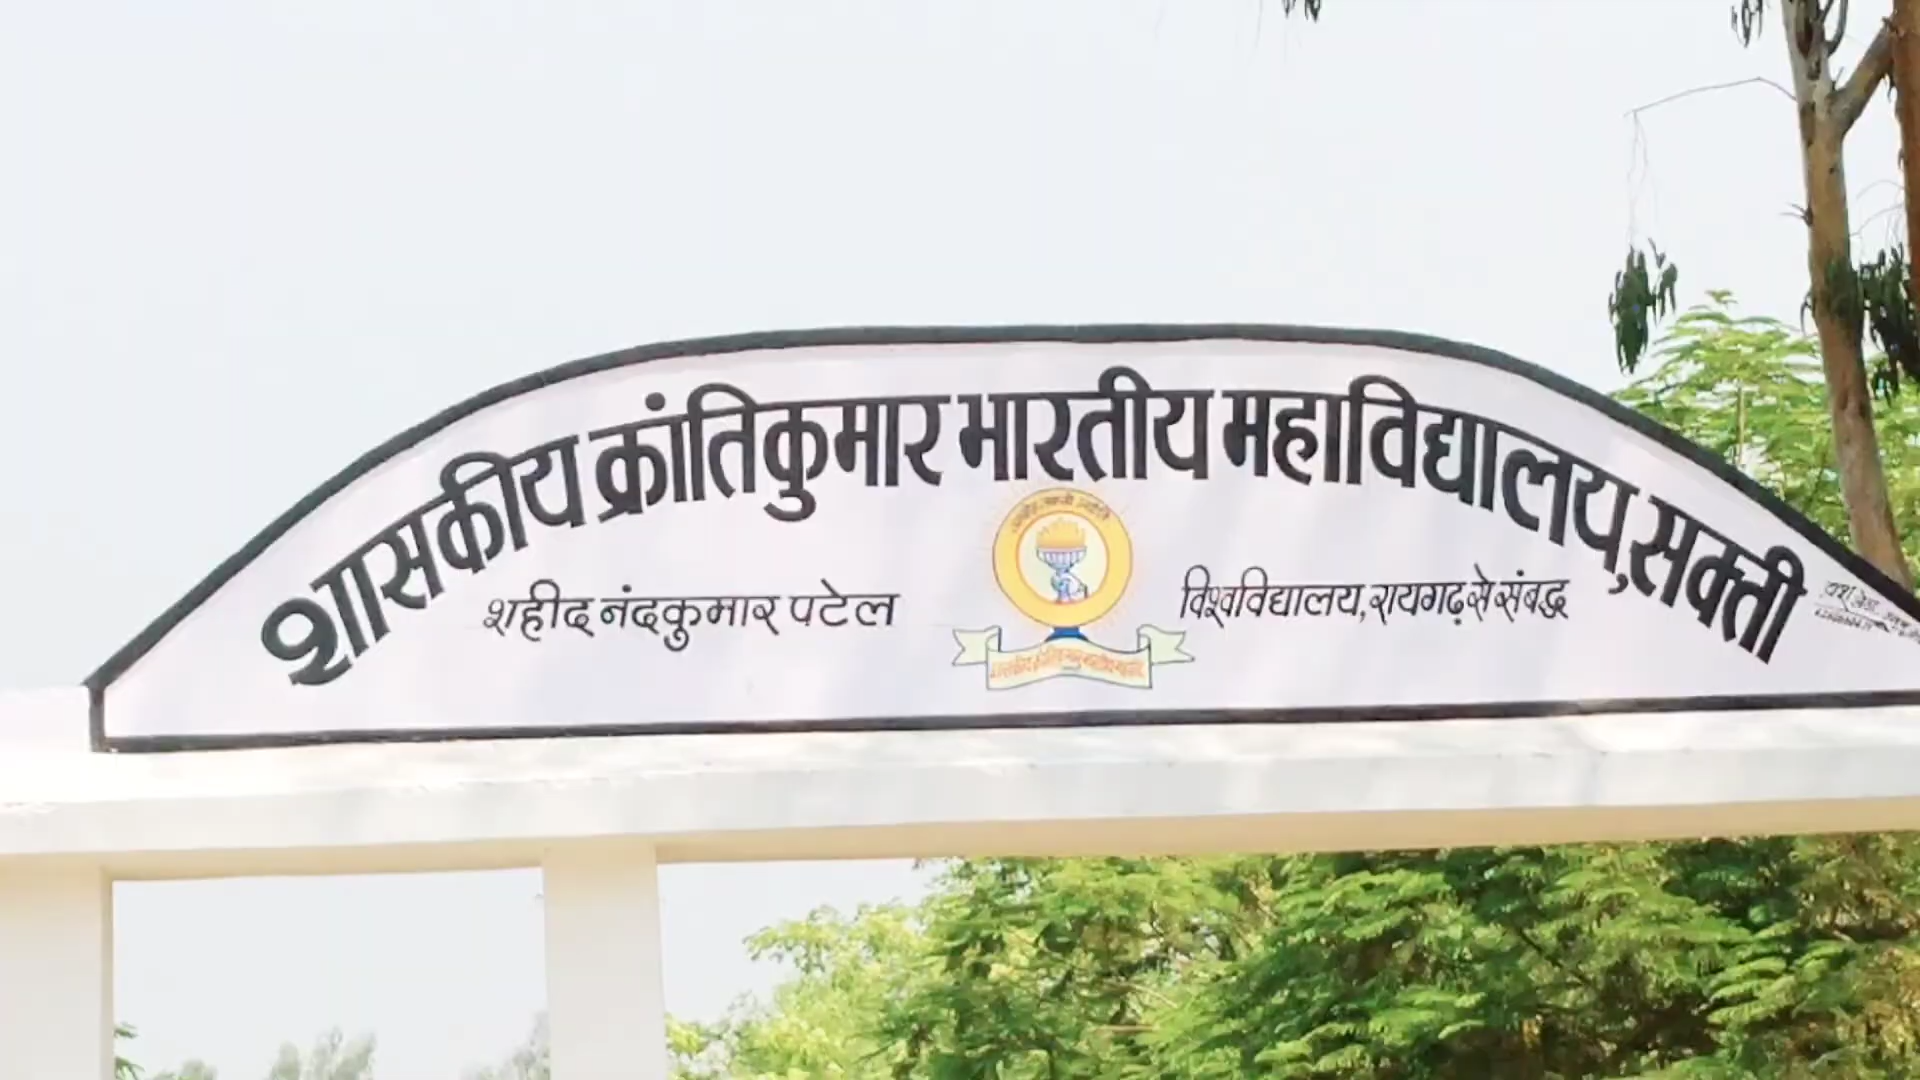 शासकीय क्रांतिकुमार भारतीय महाविद्यालय, सक्ती
शहीद नंदकुमार पटेल विश्वविद्यालय, रायगढ़ से संबद्ध